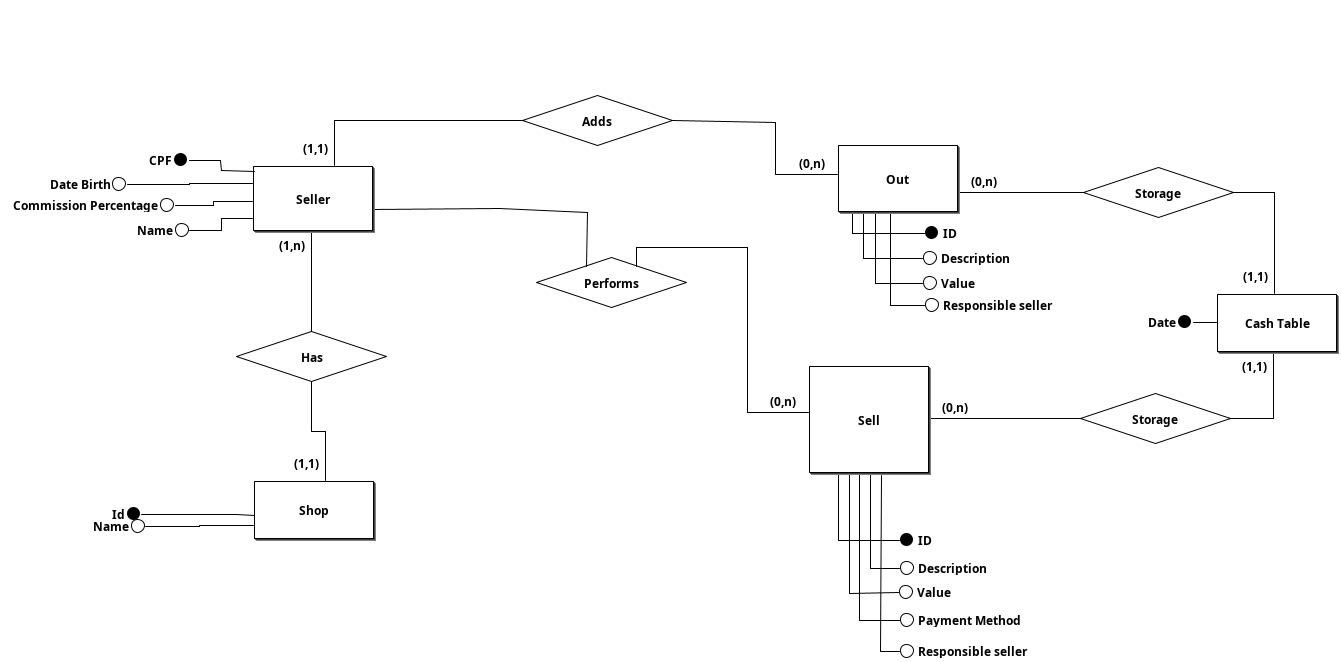 Adds
(1,1)
CPF
(0,n)
Out
(0,n)
Storage
Date Birth
Seller
Commission Percentage
Name
ID
(1,n)
Description
(1,1)
Performs
Value
Responsible seller
Date
Cash Table
Has
(1,1)
(0,n)
(0,n)
Sell
Storage
(1,1)
Id
Shop
Name
ID
Description
Value
Payment Method
Responsible seller